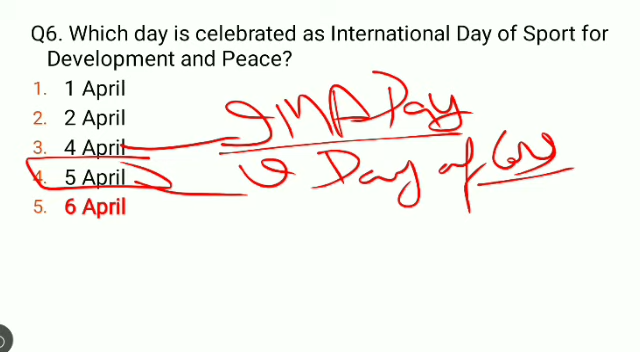 Q6. Which day is celebrated as International Day of Sport for
Development and Peace?
1. 1 April
2. 2 April
3. 4 April
4. 5 April
5. 6 April
IMA Day
Day of